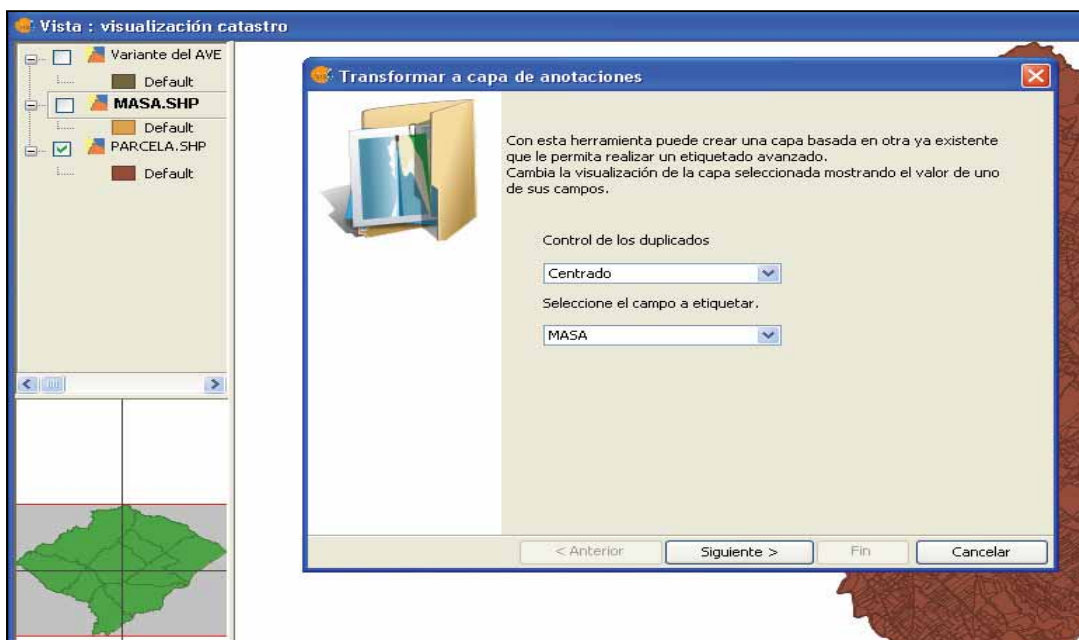 Vista : visualización catastro
Variante del AVE
Default
MASA.SHP
Default
PARCELA.SHP
Default
Transformar a capa de anotaciones
Con esta herramienta puede crear una capa basada en otra ya existente
que le permita realizar un etiquetado avanzado.
Cambia la visualización de la capa seleccionada mostrando el valor de uno
de sus campos.
Control de los duplicados
Centrado
Seleccione el campo a etiquetar.
MASA
< Anterior
Siguiente >
Fin
Cancelar